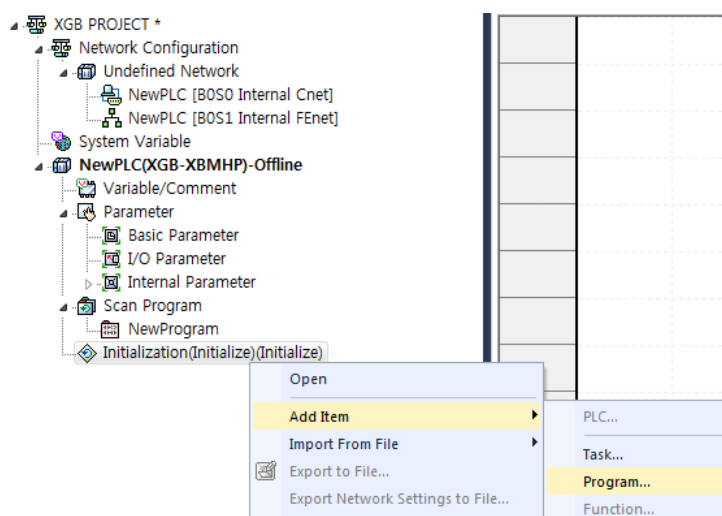 XGB PROJECT *
Network Configuration
Undefined Network
NewPLC [B0S0 Internal Cnet]
NewPLC [B0S1 Internal FEnet]
System Variable
NewPLC(XGB-XBMHP)-Offline
Variable/Comment
Parameter
Basic Parameter
I/O Parameter
Internal Parameter
Scan Program
NewProgram
Initialization(Initialize)(Initialize)
Open
Add Item
Import From File
Export to File...
Export Network Settings to File...
PLC...
Task...
Program...
Function...